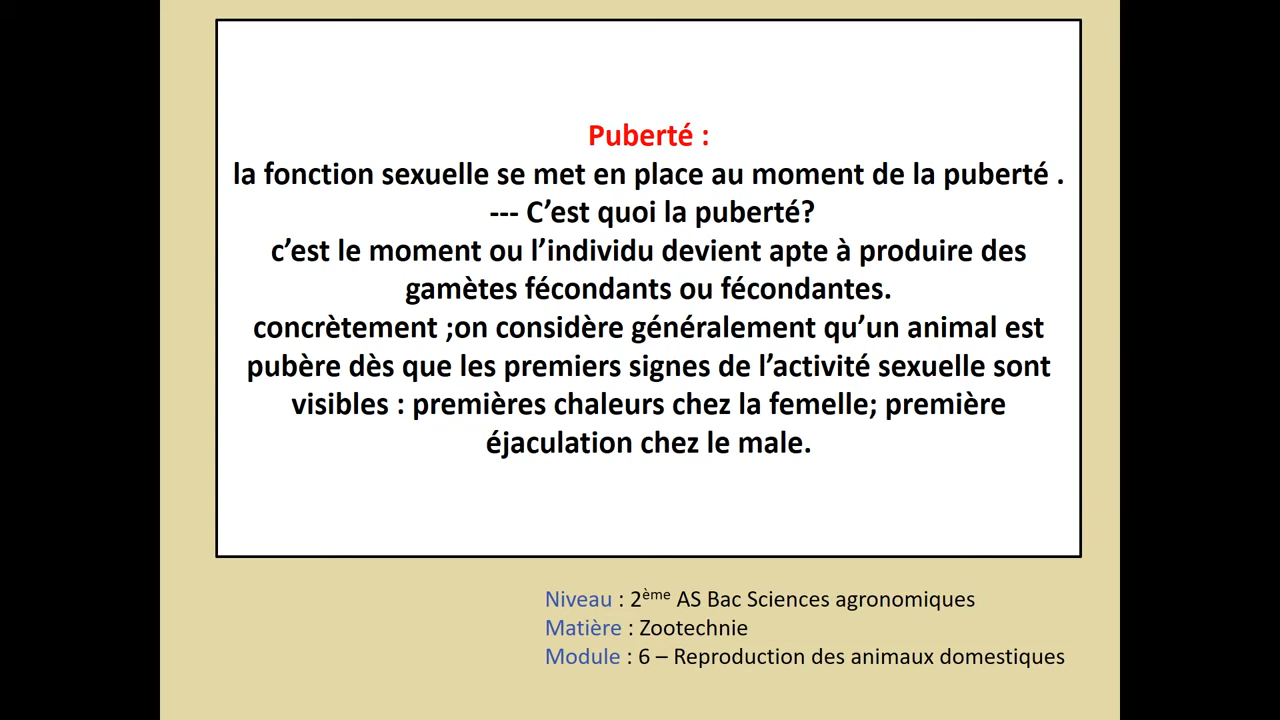 Puberté :
la fonction sexuelle se met en place au moment de la puberté .
--- C’est quoi la puberté?
c’est le moment ou l’individu devient apte à produire des
gamètes fécondants ou fécondantes.
concrètement ;on considère généralement qu’un animal est
pubère dès que les premiers signes de l’activité sexuelle sont
visibles : premières chaleurs chez la femelle; première
éjaculation chez le male.
Niveau : 2ème AS Bac Sciences agronomiques
Matière : Zootechnie
Module : 6 – Reproduction des animaux domestiques